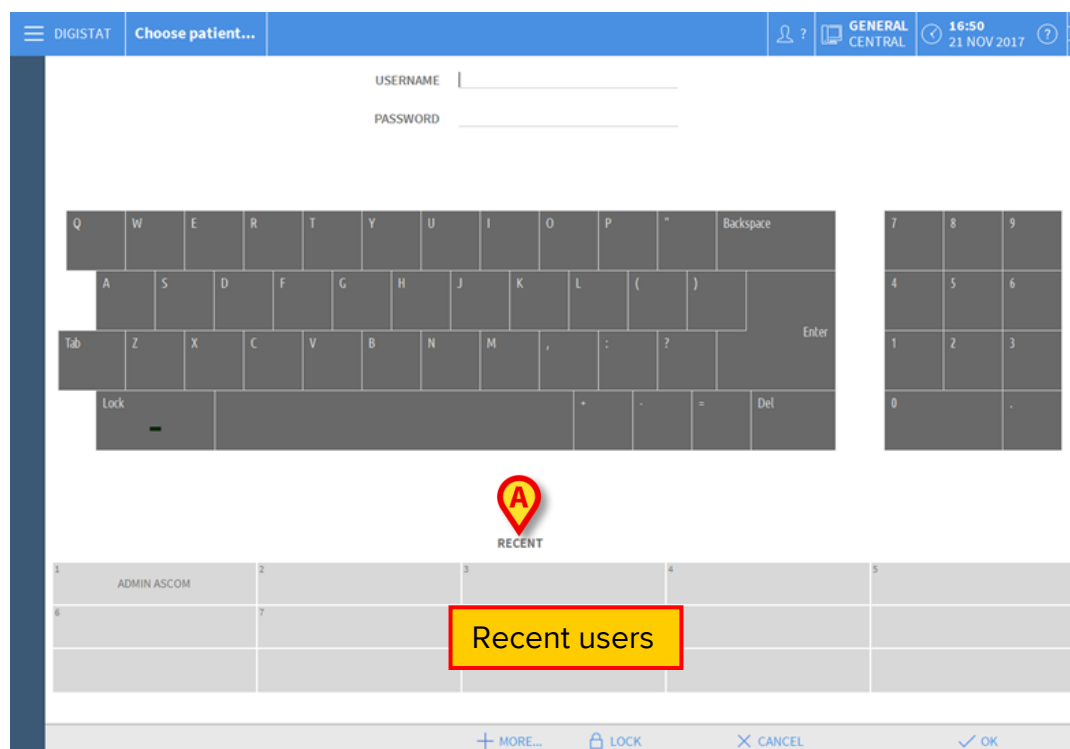 DIGISTAT Choose patient... ? GENERAL 16:50 ?
CENTRAL 21 NOV 2017
USERNAME
PASSWORD
Q W E R T Y U I O P " Backspace 7 8 9
A S D F G H J K L ( ) 4 5 6
Enter
Tab Z X C V B N M , : ? 1 2 3
Lock + - = Del 0 .
A
RECENT
1 2 3 4 5
ADMIN ASCOM
6 7
Recent users
MORE... LOCK CANCEL OK